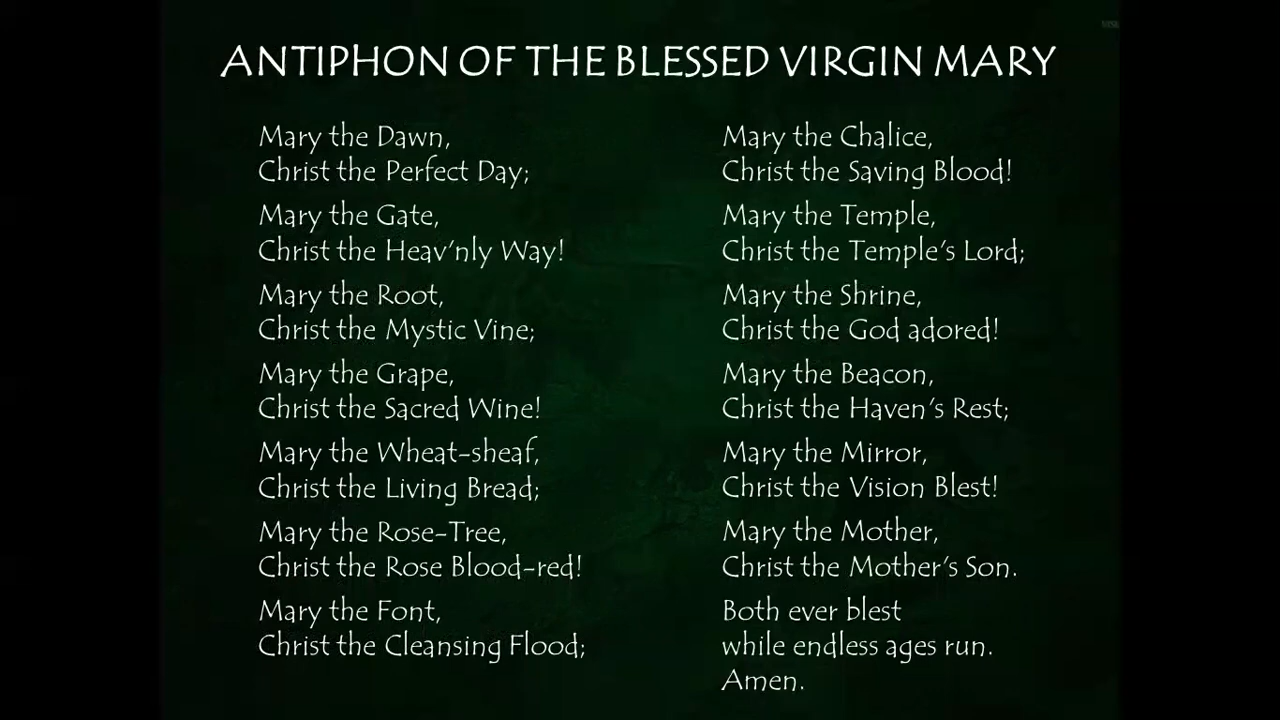 ANTIPHON OF THE BLESSED VIRGIN MARY
Mary the Dawn,
Christ the Perfect Day;
Mary the Gate,
Christ the Heav'nly Way!
Mary the Root,
Christ the Mystic Vine;
Mary the Grape,
Christ the Sacred Wine!
Mary the Wheat-sheaf,
Christ the Living Bread;
Mary the Rose-Tree,
Christ the Rose Blood-red!
Mary the Font,
Christ the Cleansing Flood;
Mary the Chalice,
Christ the Saving Blood!
Mary the Temple,
Christ the Temple's Lord;
Mary the Shrine,
Christ the God adored!
Mary the Beacon,
Christ the Haven's Rest;
Mary the Mirror,
Christ the Vision Blest!
Mary the Mother,
Christ the Mother's Son.
Both ever blest
while endless ages run.
Amen.